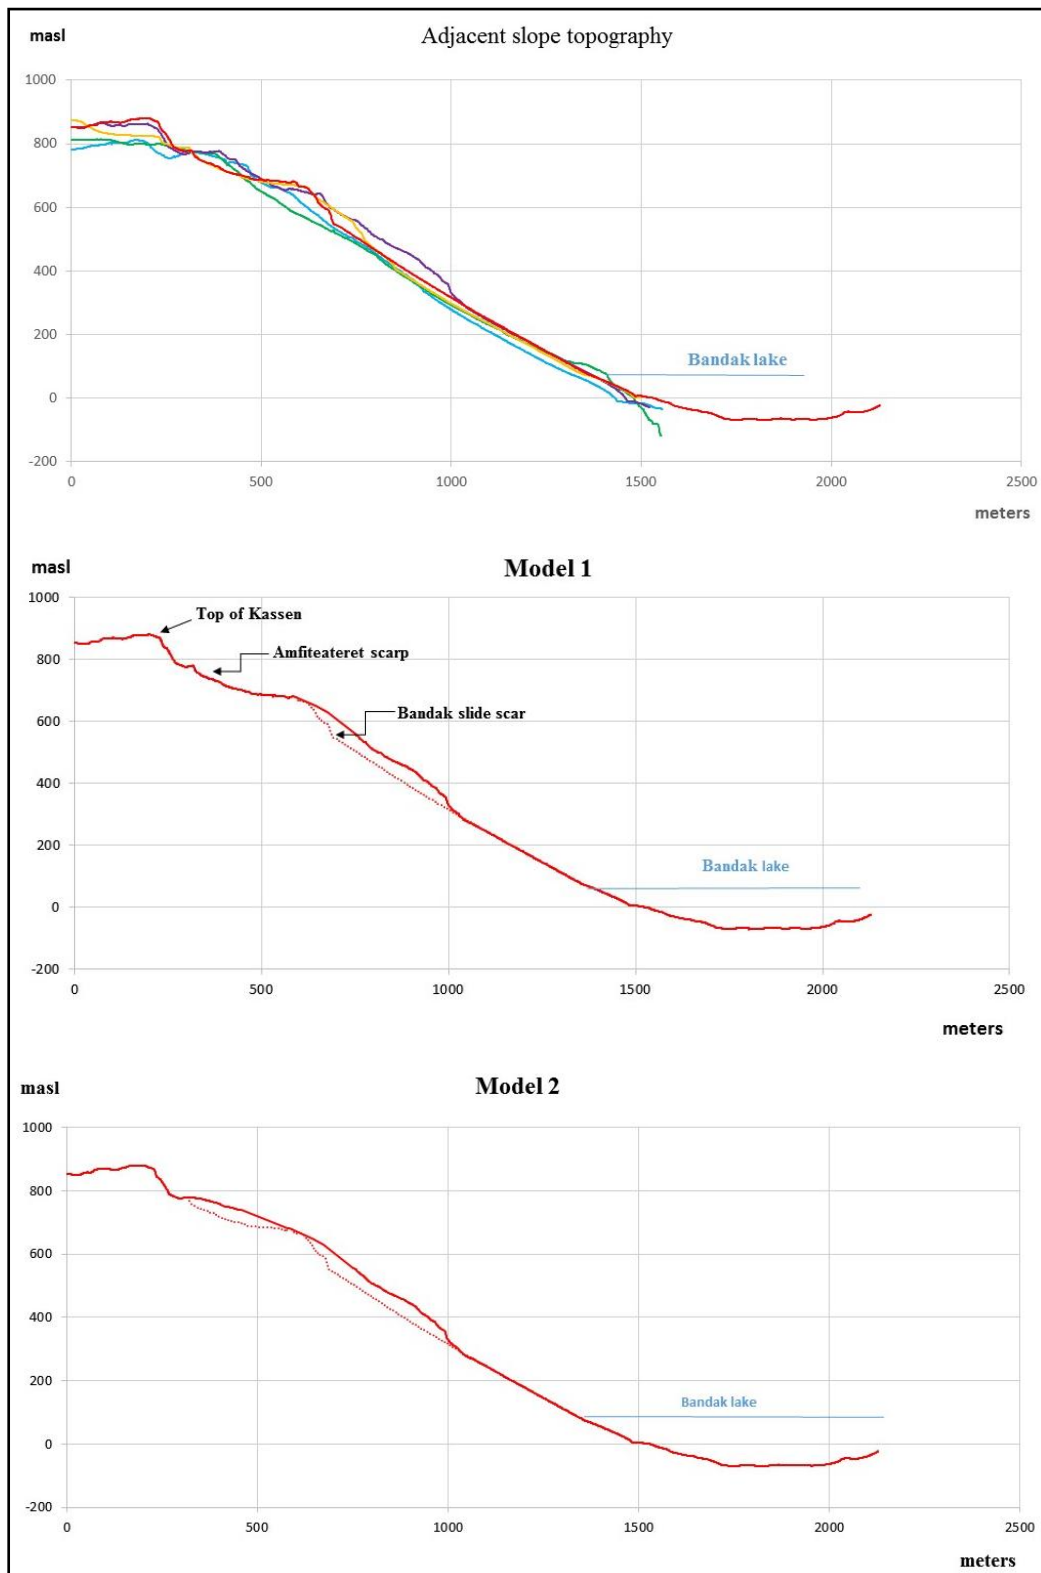 masl
Adjacent slope topography
1000
800
600
400
200
0
-200
Bandak lake
0 500 1000 1500 2000 2500
meters
masl
Model 1
1000
800
600
400
200
0
-200
Top of Kassen
Amfiteateret scarp
Bandak slide scar
Bandak lake
0 500 1000 1500 2000 2500
meters
masl
Model 2
1000
800
600
400
200
0
-200
Bandak lake
0 500 1000 1500 2000 2500
meters